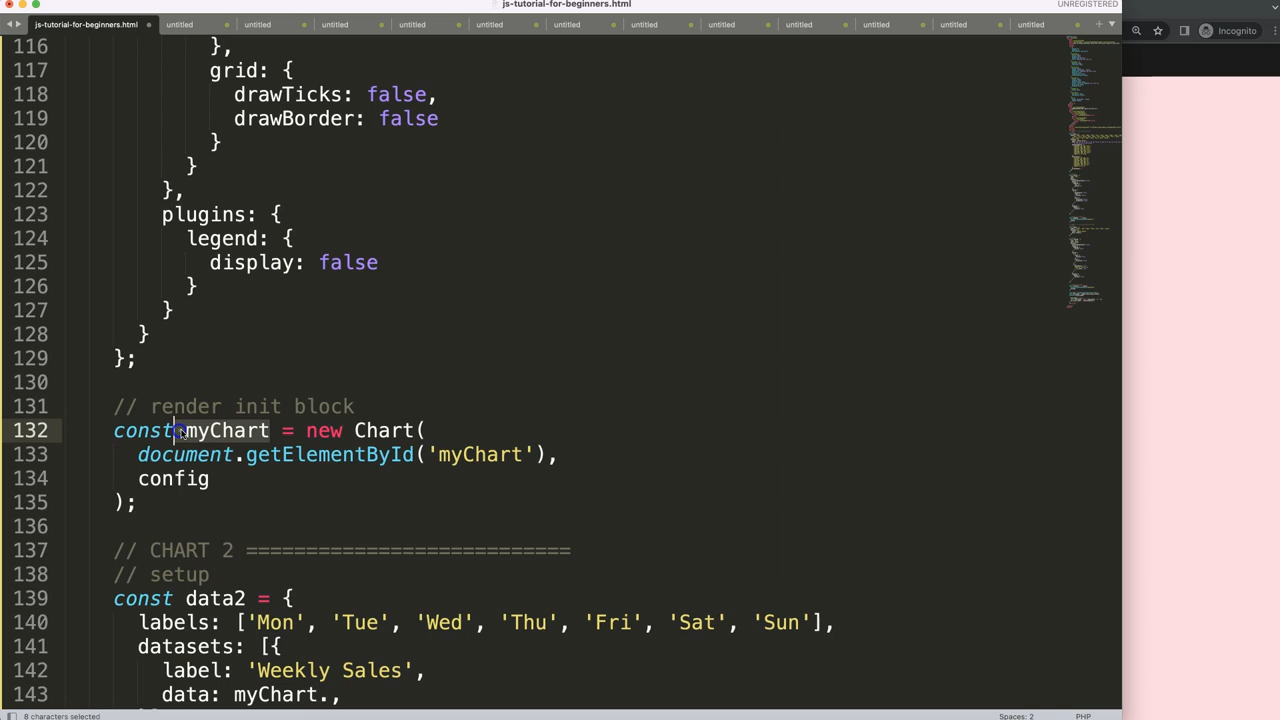 js-tutorial-for-beginners.html
UNREGISTERED
js-tutorial-for-beginners.html untitled untitled untitled untitled untitled untitled untitled untitled untitled untitled untitled
Incognito
116 },
117 grid: {
118 drawTicks: false,
119 drawBorder: false
120 }
121 }
122 },
123 plugins: {
124 legend: {
125 display: false
126 }
127 }
128 }
129 };
130
131 // render init block
132 const myChart = new Chart(
133 document.getElementById('myChart'),
134 config
135 );
136
137 // CHART 2 ===========================
138 // setup
139 const data2 = {
140 labels: ['Mon', 'Tue', 'Wed', 'Thu', 'Fri', 'Sat', 'Sun'],
141 datasets: [{
142 label: 'Weekly Sales',
143 data: myChart.,
8 characters selected
Spaces: 2
PHP